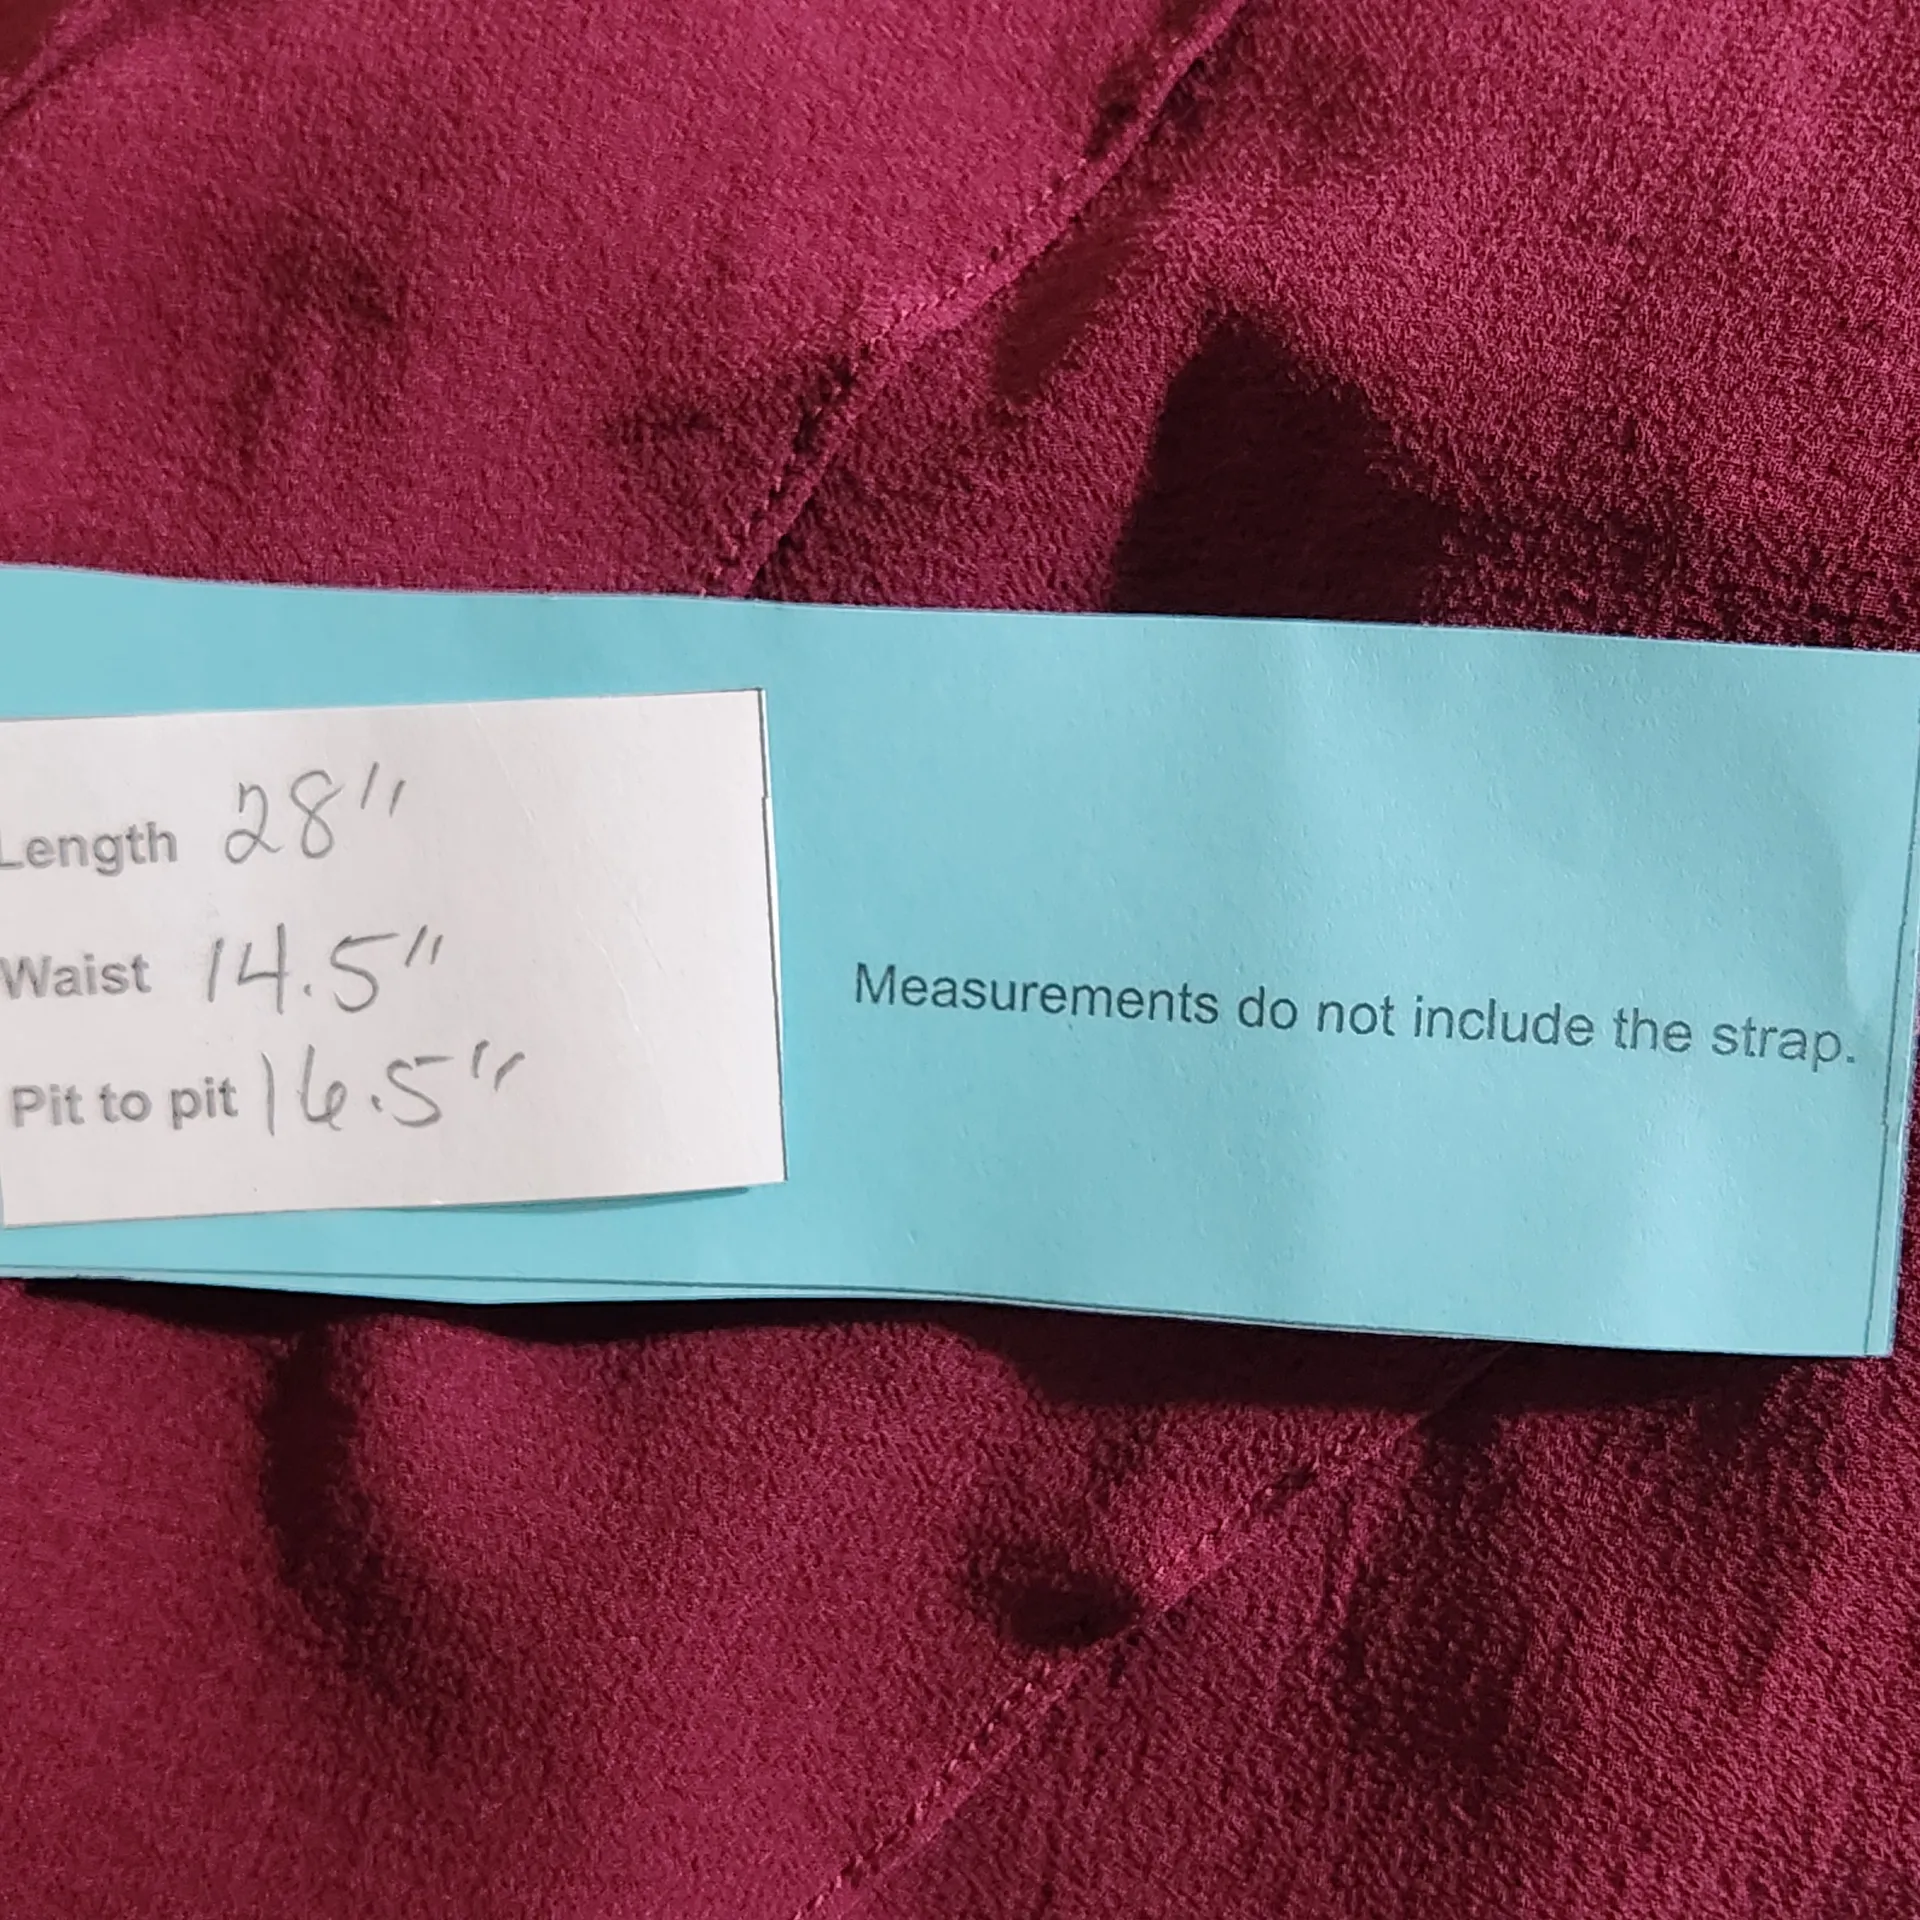 Length 28"
Waist 14.5"
Pit to pit 16.5"
Measurements do not include the strap.